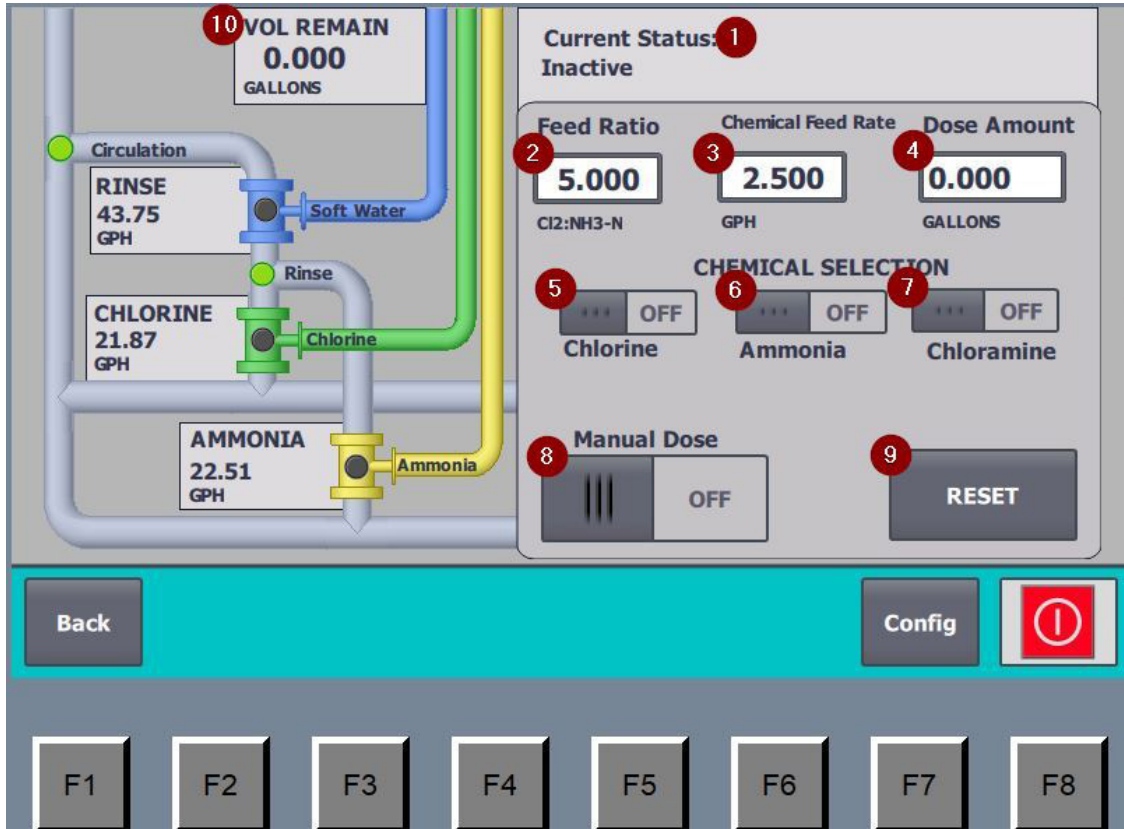 10
VOL REMAIN
0.000
GALLONS
Current Status:
1
Inactive
Circulation
RINSE
43.75
GPH
Soft Water
Rinse
CHLORINE
21.87
GPH
Chlorine
AMMONIA
22.51
GPH
Ammonia
Feed Ratio
2
5.000
Cl2:NH3-N
Chemical Feed Rate
3
2.500
GPH
Dose Amount
4
0.000
GALLONS
CHEMICAL SELECTION
5
OFF
Chlorine
6
OFF
Ammonia
7
OFF
Chloramine
Manual Dose
8
OFF
9
RESET
Back
Config
F1
F2
F3
F4
F5
F6
F7
F8